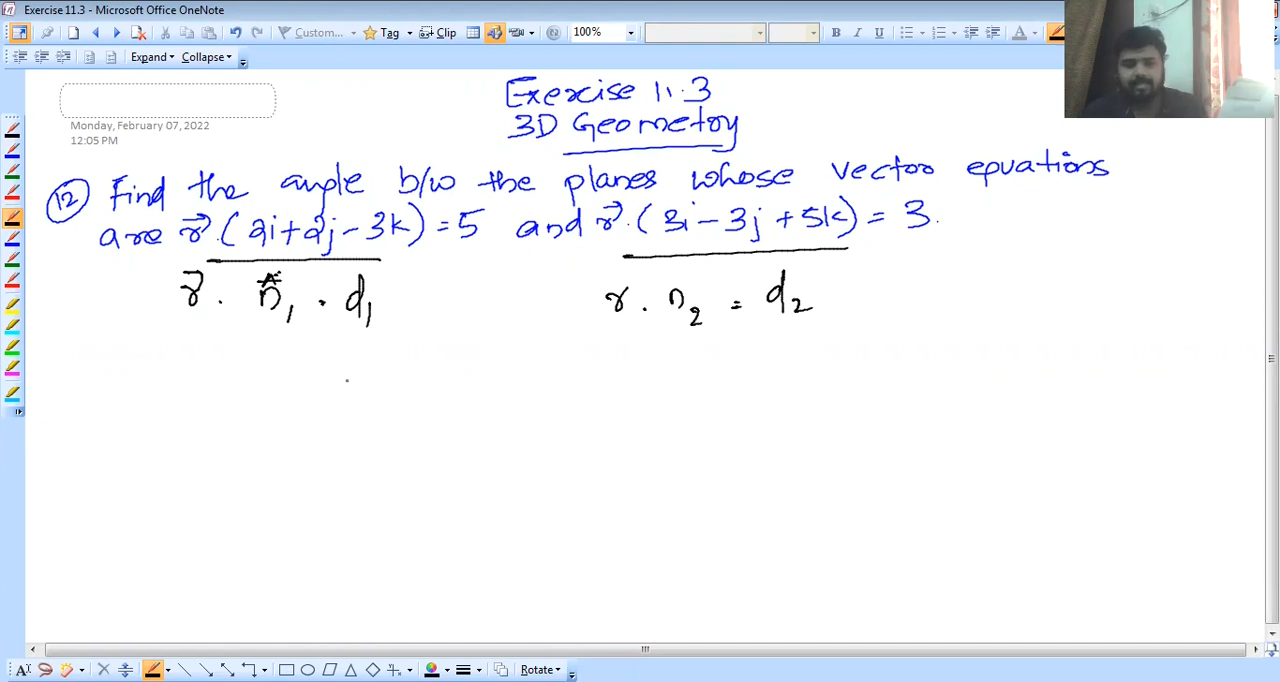 Exercise 11.3 - Microsoft Office OneNote
Custom... Tag Clip 100% B I U A
Expand Collapse
Monday, February 07, 2022
12:05 PM
Exercise 11.3
3D Geometry
12 Find the angle b/w the planes whose vector equations
are r⃗.(2i+2j-3k)=5 and r⃗.(3i-3j+5k)=3.
r⃗. n₁ = d₁ r. n₂ = d₂
Rotate